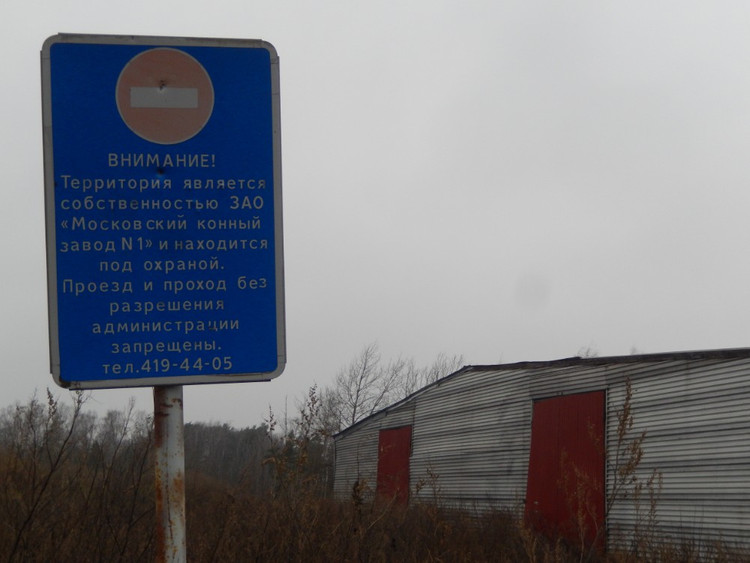 ВНИМАНИЕ!
Территория является
собственностью ЗАО
«Московский конный
завод N1» и находится
под охраной.
Проезд и проход без
разрешения
администрации
запрещены.
тел.419-44-05